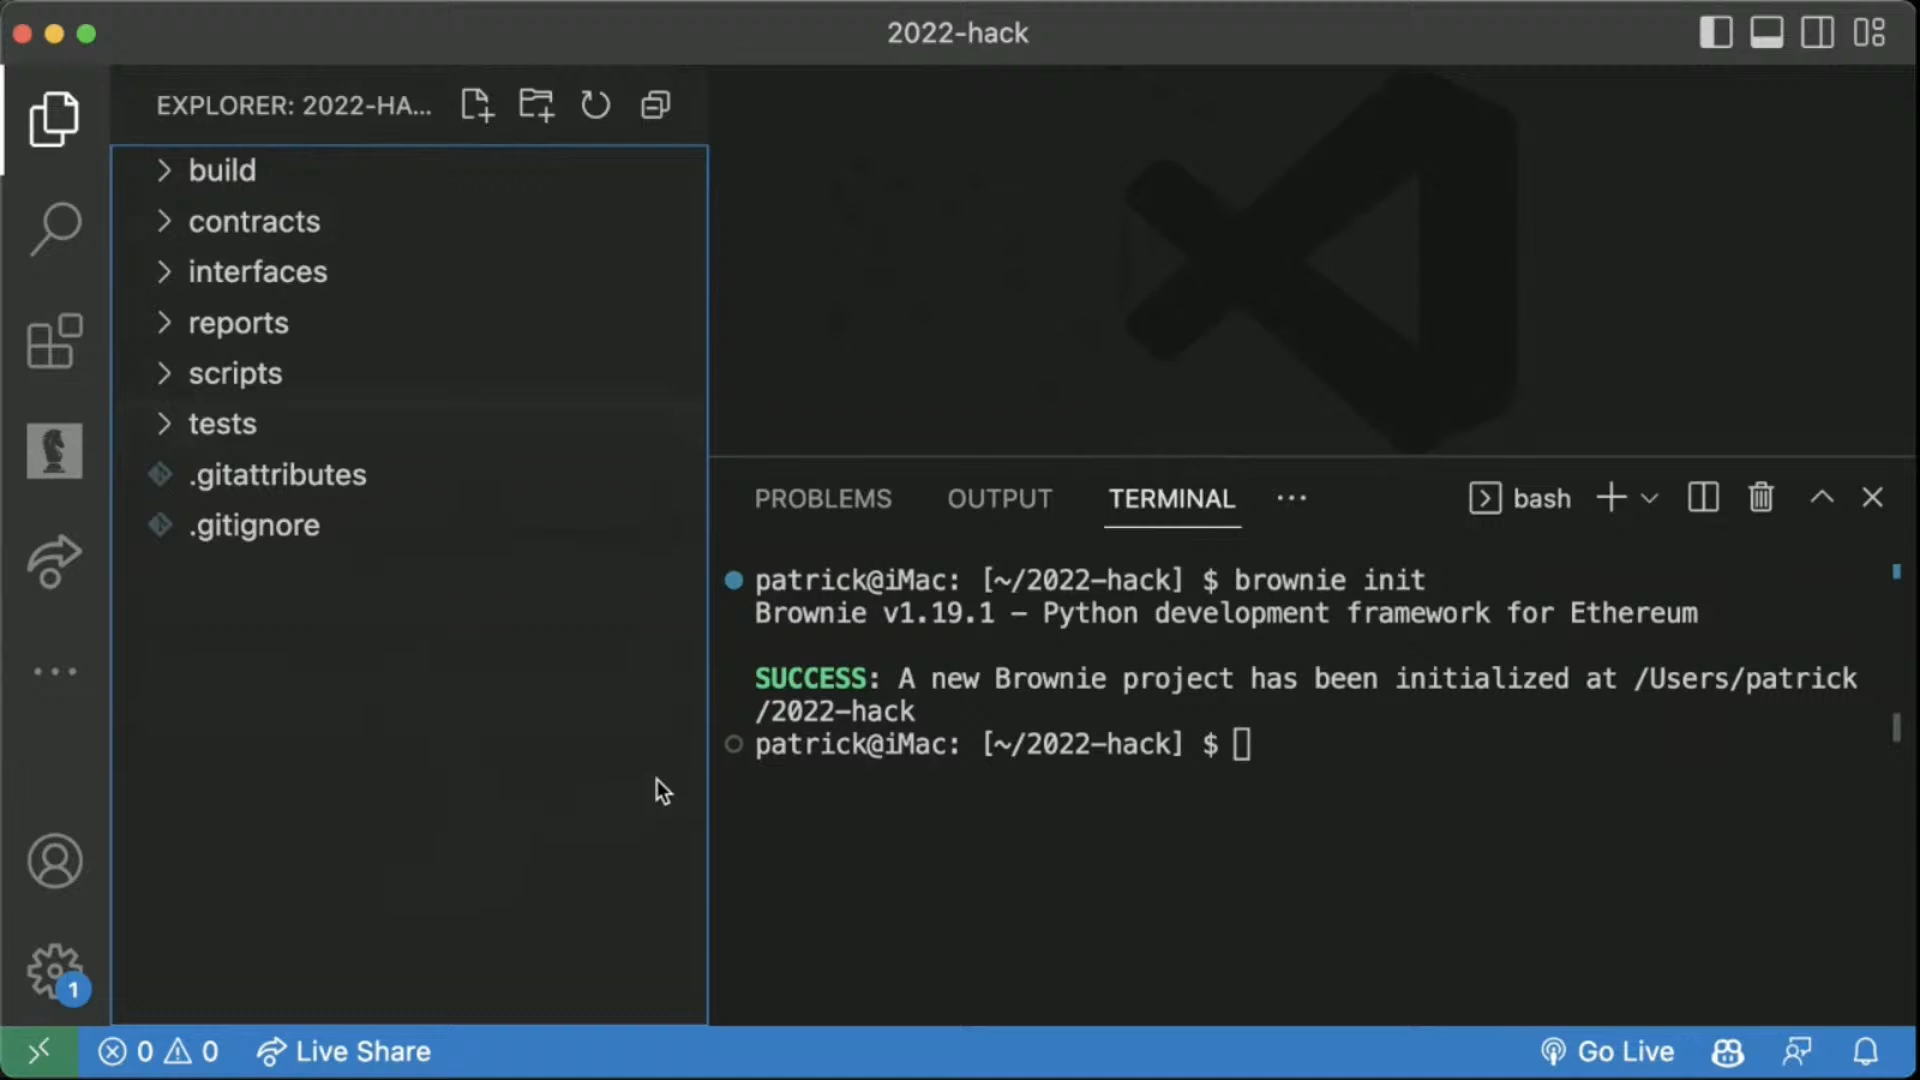 2022-hack
EXPLORER: 2022-HA...
build
contracts
interfaces
reports
scripts
tests
.gitattributes
.gitignore
1
PROBLEMS OUTPUT TERMINAL ··· bash
patrick@iMac: [~/2022-hack] $ brownie init
Brownie v1.19.1 - Python development framework for Ethereum
SUCCESS: A new Brownie project has been initialized at /Users/patrick
/2022-hack
patrick@iMac: [~/2022-hack] $
0 0 Live Share Go Live